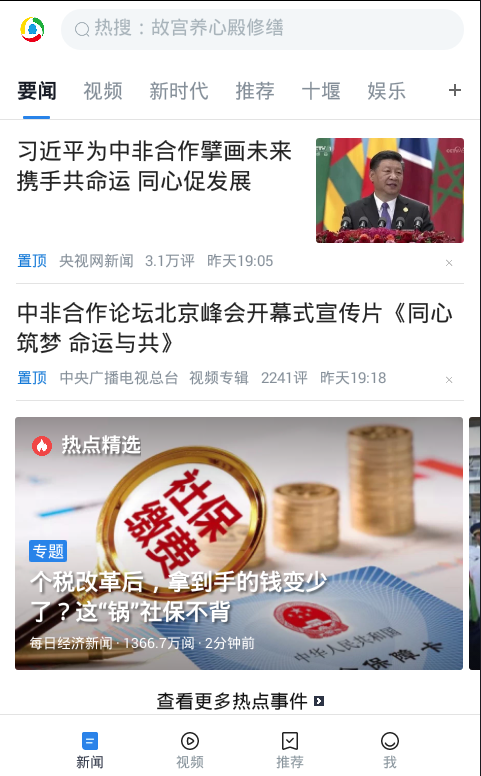 热搜：故宫养心殿修缮
要闻 视频 新时代 推荐 十堰 娱乐 +
习近平为中非合作擘画未来
携手共命运 同心促发展
置顶 央视网新闻 3.1万评 昨天19:05
中非合作论坛北京峰会开幕式宣传片《同心
筑梦 命运与共》
置顶 中央广播电视总台 视频专辑 2241评 昨天19:18
热点精选
社保
缴费
专题
个税改革后，拿到手的钱变少
了？这“锅”社保不背
每日经济新闻 · 1366.7万阅 · 2分钟前
中华人民共和国
会保障卡
查看更多热点事件
新闻 视频 推荐 我